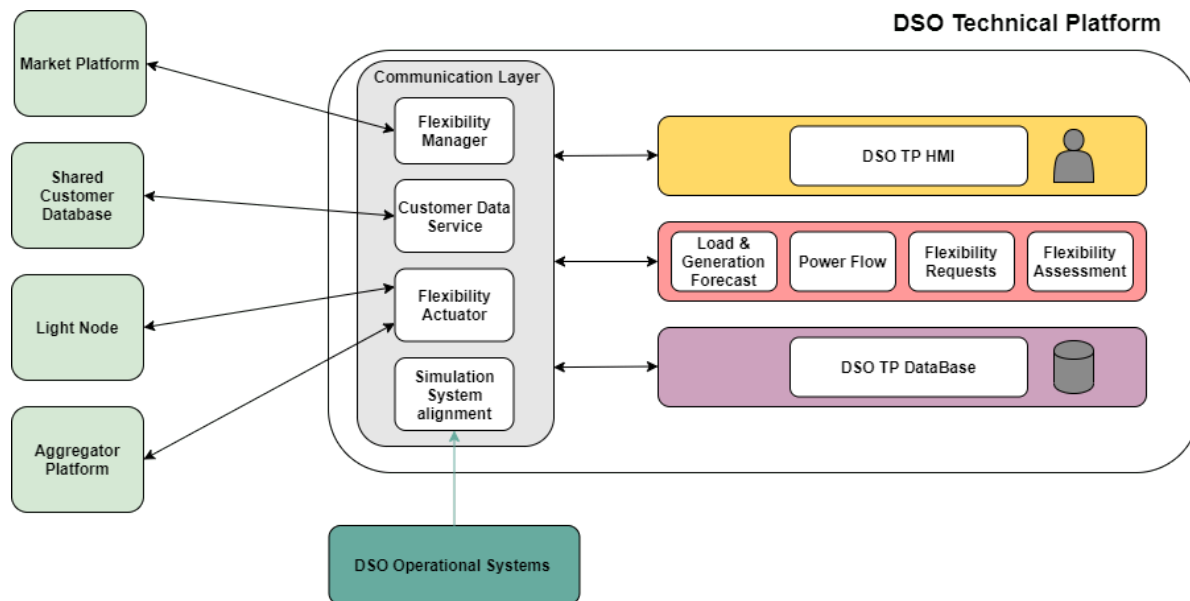 DSO Technical Platform
Market Platform
Shared
Customer
Database
Light Node
Aggregator
Platform
Communication Layer
Flexibility
Manager
Customer Data
Service
Flexibility
Actuator
Simulation
System
alignment
DSO TP HMI
Load &
Generation
Forecast
Power Flow
Flexibility
Requests
Flexibility
Assessment
DSO TP DataBase
DSO Operational Systems